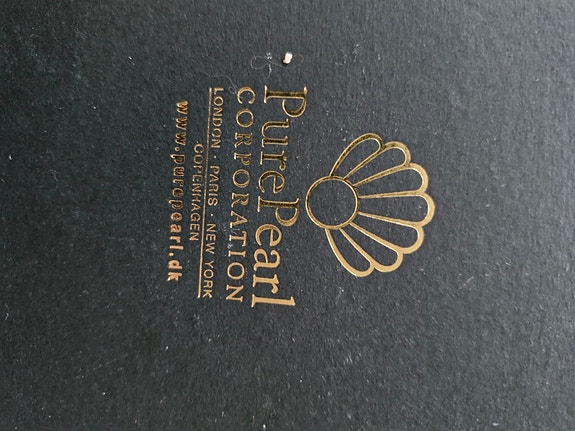 PurePearl
CORPORATION
LONDON · PARIS · NEW YORK
COPENHAGEN
www.purepearl.dk